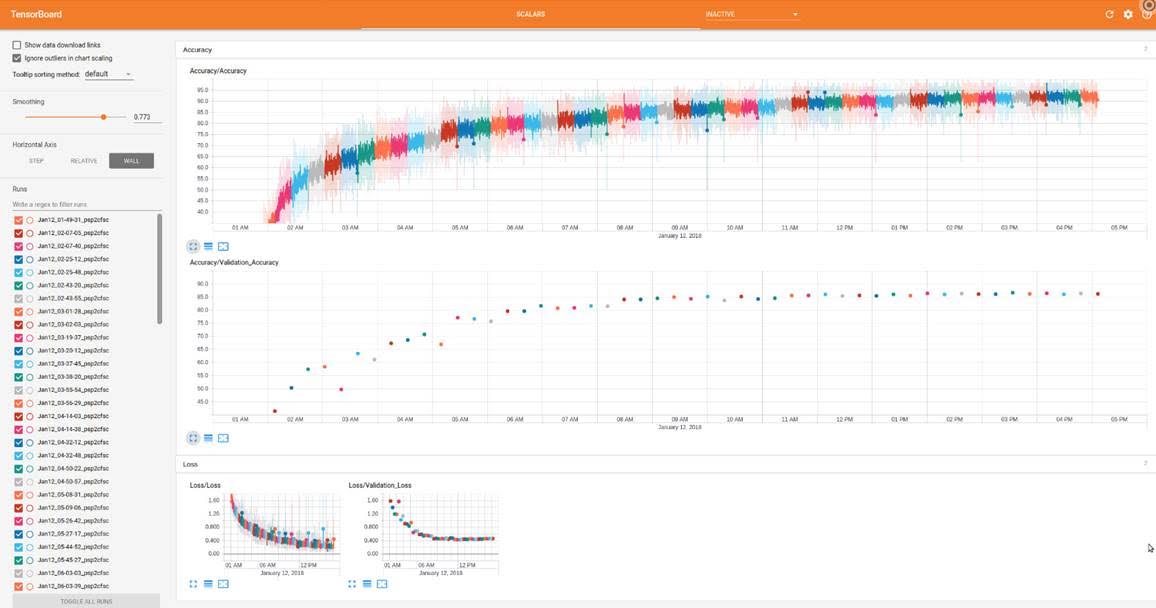 TensorBoard
SCALARS
INACTIVE
Show data download links
Ignore outliers in chart scaling
Tooltip sorting method: default
Smoothing
0.773
Horizontal Axis
STEP RELATIVE WALL
Runs
Write a regex to filter runs
Jan12_01-49-31_psp2cfsc
Jan12_02-07-05_psp2cfsc
Jan12_02-07-40_psp2cfsc
Jan12_02-25-12_psp2cfsc
Jan12_02-25-48_psp2cfsc
Jan12_02-43-20_psp2cfsc
Jan12_02-43-55_psp2cfsc
Jan12_03-01-28_psp2cfsc
Jan12_03-02-03_psp2cfsc
Jan12_03-19-37_psp2cfsc
Jan12_03-20-12_psp2cfsc
Jan12_03-37-45_psp2cfsc
Jan12_03-38-20_psp2cfsc
Jan12_03-55-54_psp2cfsc
Jan12_03-56-29_psp2cfsc
Jan12_04-14-03_psp2cfsc
Jan12_04-14-38_psp2cfsc
Jan12_04-32-12_psp2cfsc
Jan12_04-32-48_psp2cfsc
Jan12_04-50-22_psp2cfsc
Jan12_04-50-57_psp2cfsc
Jan12_05-08-31_psp2cfsc
Jan12_05-09-06_psp2cfsc
Jan12_05-26-42_psp2cfsc
Jan12_05-27-17_psp2cfsc
Jan12_05-44-52_psp2cfsc
Jan12_05-45-27_psp2cfsc
Jan12_06-03-03_psp2cfsc
Jan12_06-03-39_psp2cfsc
TOGGLE ALL RUNS
Accuracy
2
Accuracy/Accuracy
95.0
90.0
85.0
80.0
75.0
70.0
65.0
60.0
55.0
50.0
45.0
40.0
01 AM 02 AM 03 AM 04 AM 05 AM 06 AM 07 AM 08 AM 09 AM 10 AM 11 AM 12 PM 01 PM 02 PM 03 PM 04 PM 05 PM
January 12, 2018
Accuracy/Validation_Accuracy
90.0
85.0
80.0
75.0
70.0
65.0
60.0
55.0
50.0
45.0
01 AM 02 AM 03 AM 04 AM 05 AM 06 AM 07 AM 08 AM 09 AM 10 AM 11 AM 12 PM 01 PM 02 PM 03 PM 04 PM 05 PM
January 12, 2018
Loss
2
Loss/Loss
1.60
1.20
0.800
0.400
0.00
01 AM 06 AM 12 PM
January 12, 2018
Loss/Validation_Loss
1.60
1.20
0.800
0.400
0.00
01 AM 06 AM 12 PM
January 12, 2018